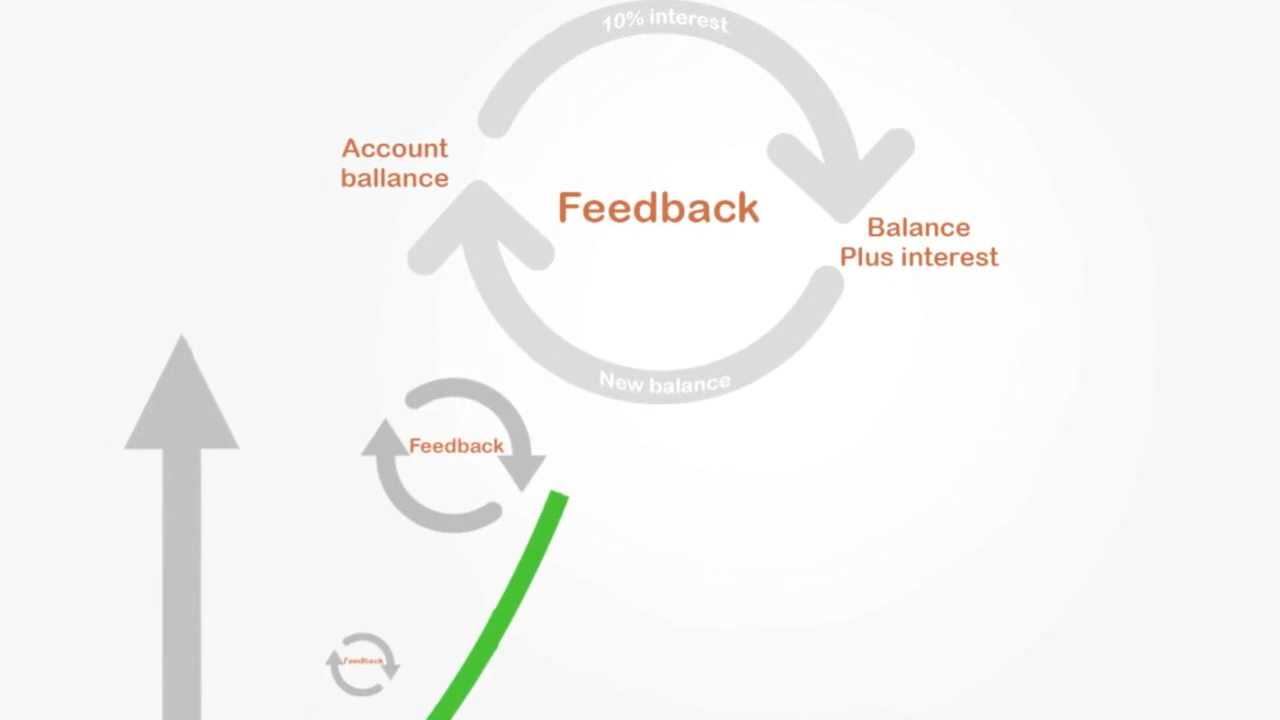 10% interest
Account
ballance
Feedback
Balance
Plus interest
New balance
Feedback
Feedback